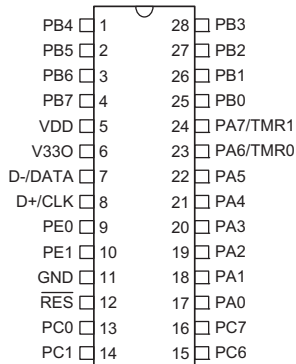 PB4 1 28 PB3
PB5 2 27 PB2
PB6 3 26 PB1
PB7 4 25 PB0
VDD 5 24 PA7/TMR1
V33O 6 23 PA6/TMR0
D-/DATA 7 22 PA5
D+/CLK 8 21 PA4
PE0 9 20 PA3
PE1 10 19 PA2
GND 11 18 PA1
R̅E̅S̅ 12 17 PA0
PC0 13 16 PC7
PC1 14 15 PC6